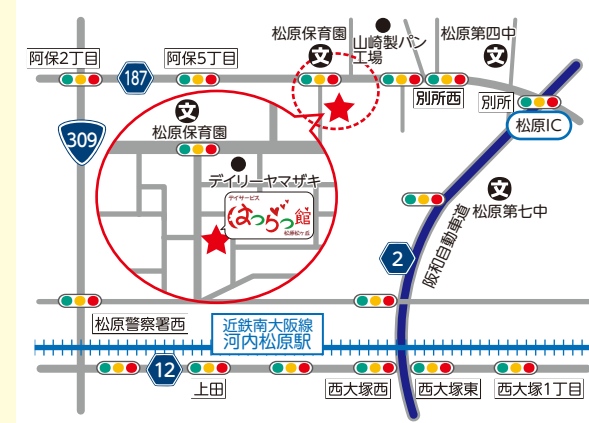 松原保育園
文
山崎製パン
工場
松原第四中
文
阿保2丁目
阿保5丁目
187
別所西
別所
松原IC
309
文
松原保育園
デイリーヤマザキ
デイサービス
はつらつ館
松原松ヶ丘
文
松原第七中
阪和自動車道
2
松原警察署西
近鉄南大阪線
河内松原駅
12
上田
西大塚西
西大塚東
西大塚1丁目